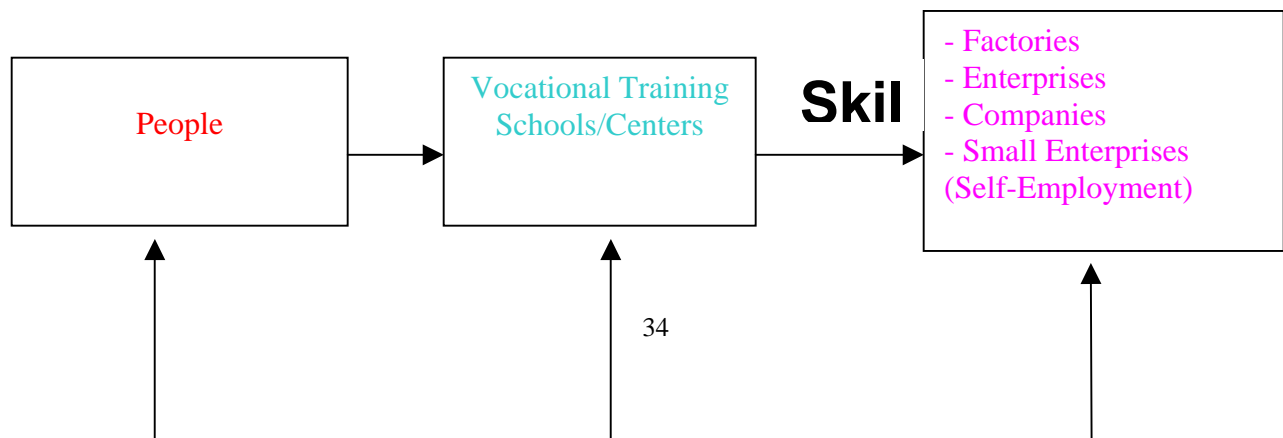 People
Vocational Training
Schools/Centers
Skil
- Factories
- Enterprises
- Companies
- Small Enterprises
(Self-Employment)
34